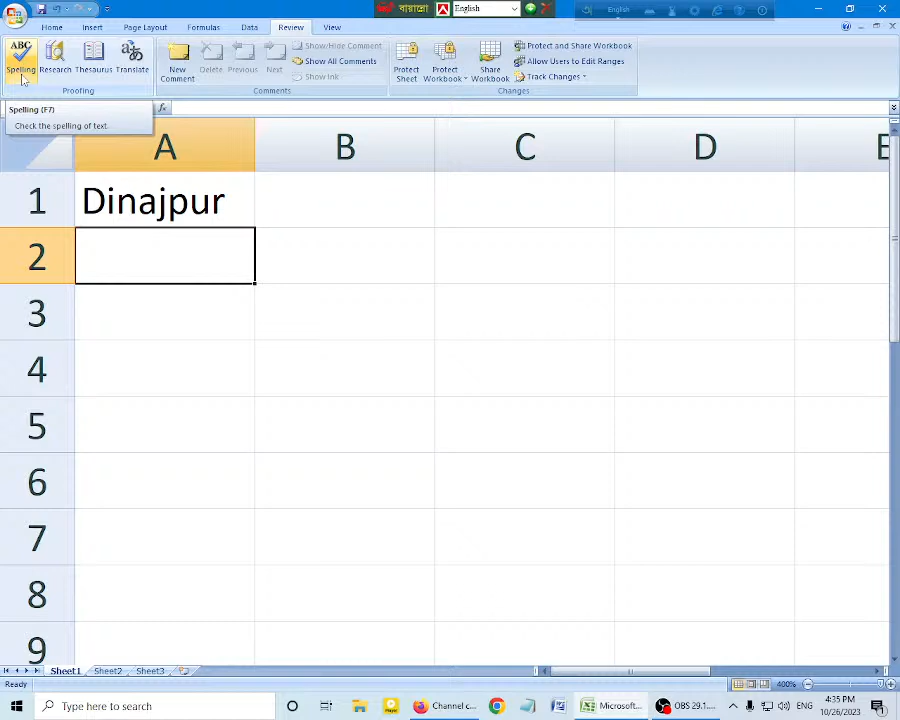 বায়ান্নো English English
Home Insert Page Layout Formulas Data Review View
ABC
Spelling Research Thesaurus Translate
Proofing
New Comment Delete Previous Next
Show/Hide Comment
Show All Comments
Show Ink
Comments
Protect Sheet Protect Workbook Share Workbook
Protect and Share Workbook
Allow Users to Edit Ranges
Track Changes
Changes
Spelling (F7)
Check the spelling of text.
fx
A B C D E
1 Dinajpur
2
3
4
5
6
7
8
9
Sheet1 Sheet2 Sheet3
Ready 400%
Type here to search
Channel c...
Microsoft...
OBS 29.1....
ENG
4:35 PM
10/26/2023